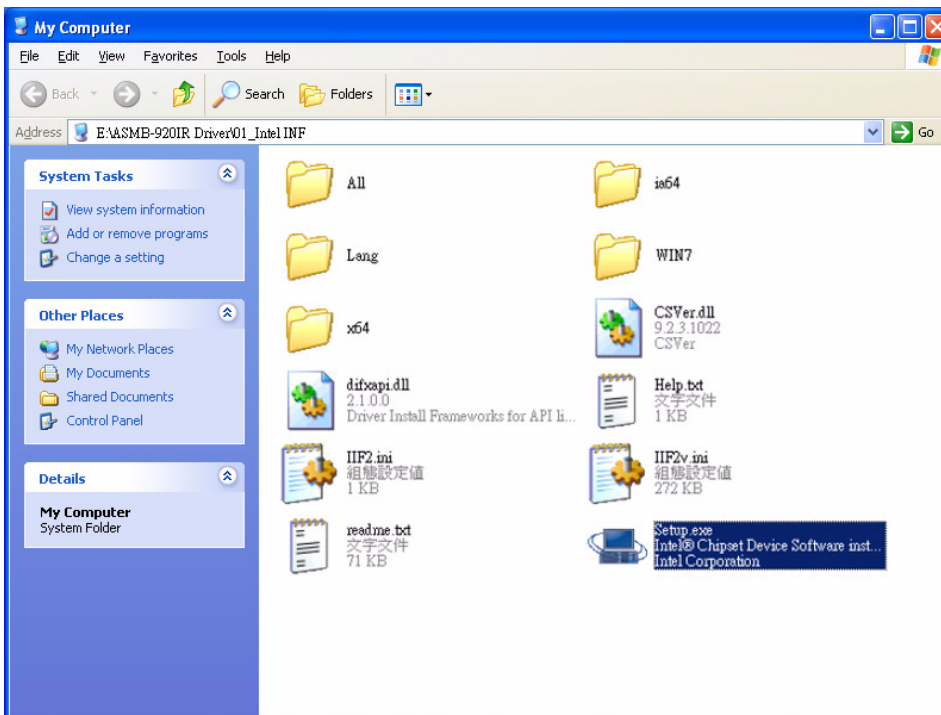 My Computer
File Edit View Favorites Tools Help
Back Search Folders
Address E:\ASMB-920IR Driver\01_Intel INF Go
System Tasks
View system information
Add or remove programs
Change a setting
Other Places
My Network Places
My Documents
Shared Documents
Control Panel
Details
My Computer
System Folder
All
ia64
Lang
WIN7
x64
CSVer.dll
9.2.3.1022
CSVer
difxapi.dll
2.1.0.0
Driver Install Frameworks for API li...
Help.txt
文字文件
1 KB
IIF2.ini
組態設定值
1 KB
IIF2v.ini
組態設定值
272 KB
readme.txt
文字文件
71 KB
Setup.exe
Intel® Chipset Device Software inst...
Intel Corporation